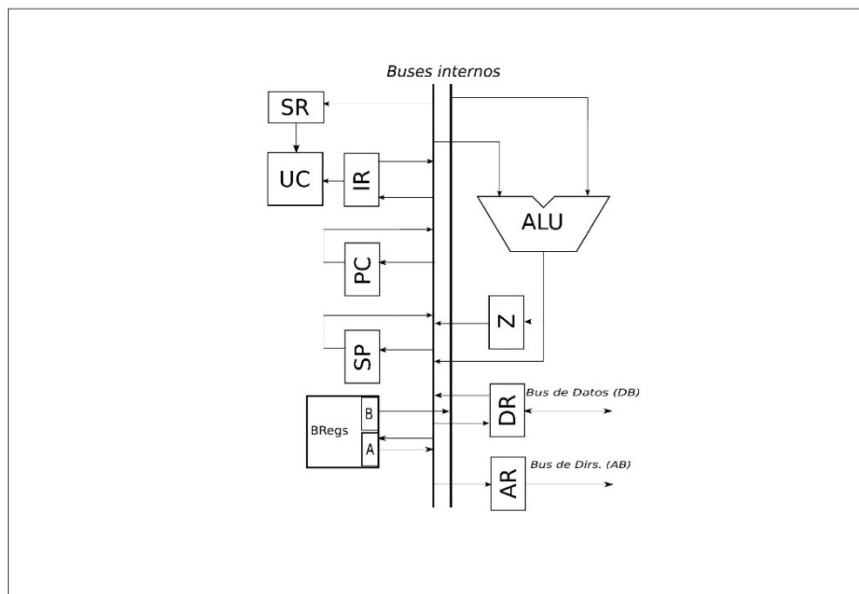 Buses internos
SR
UC
IR
ALU
PC
Z
SP
DR
Bus de Datos (DB)
BRegs
B
A
AR
Bus de Dirs. (AB)